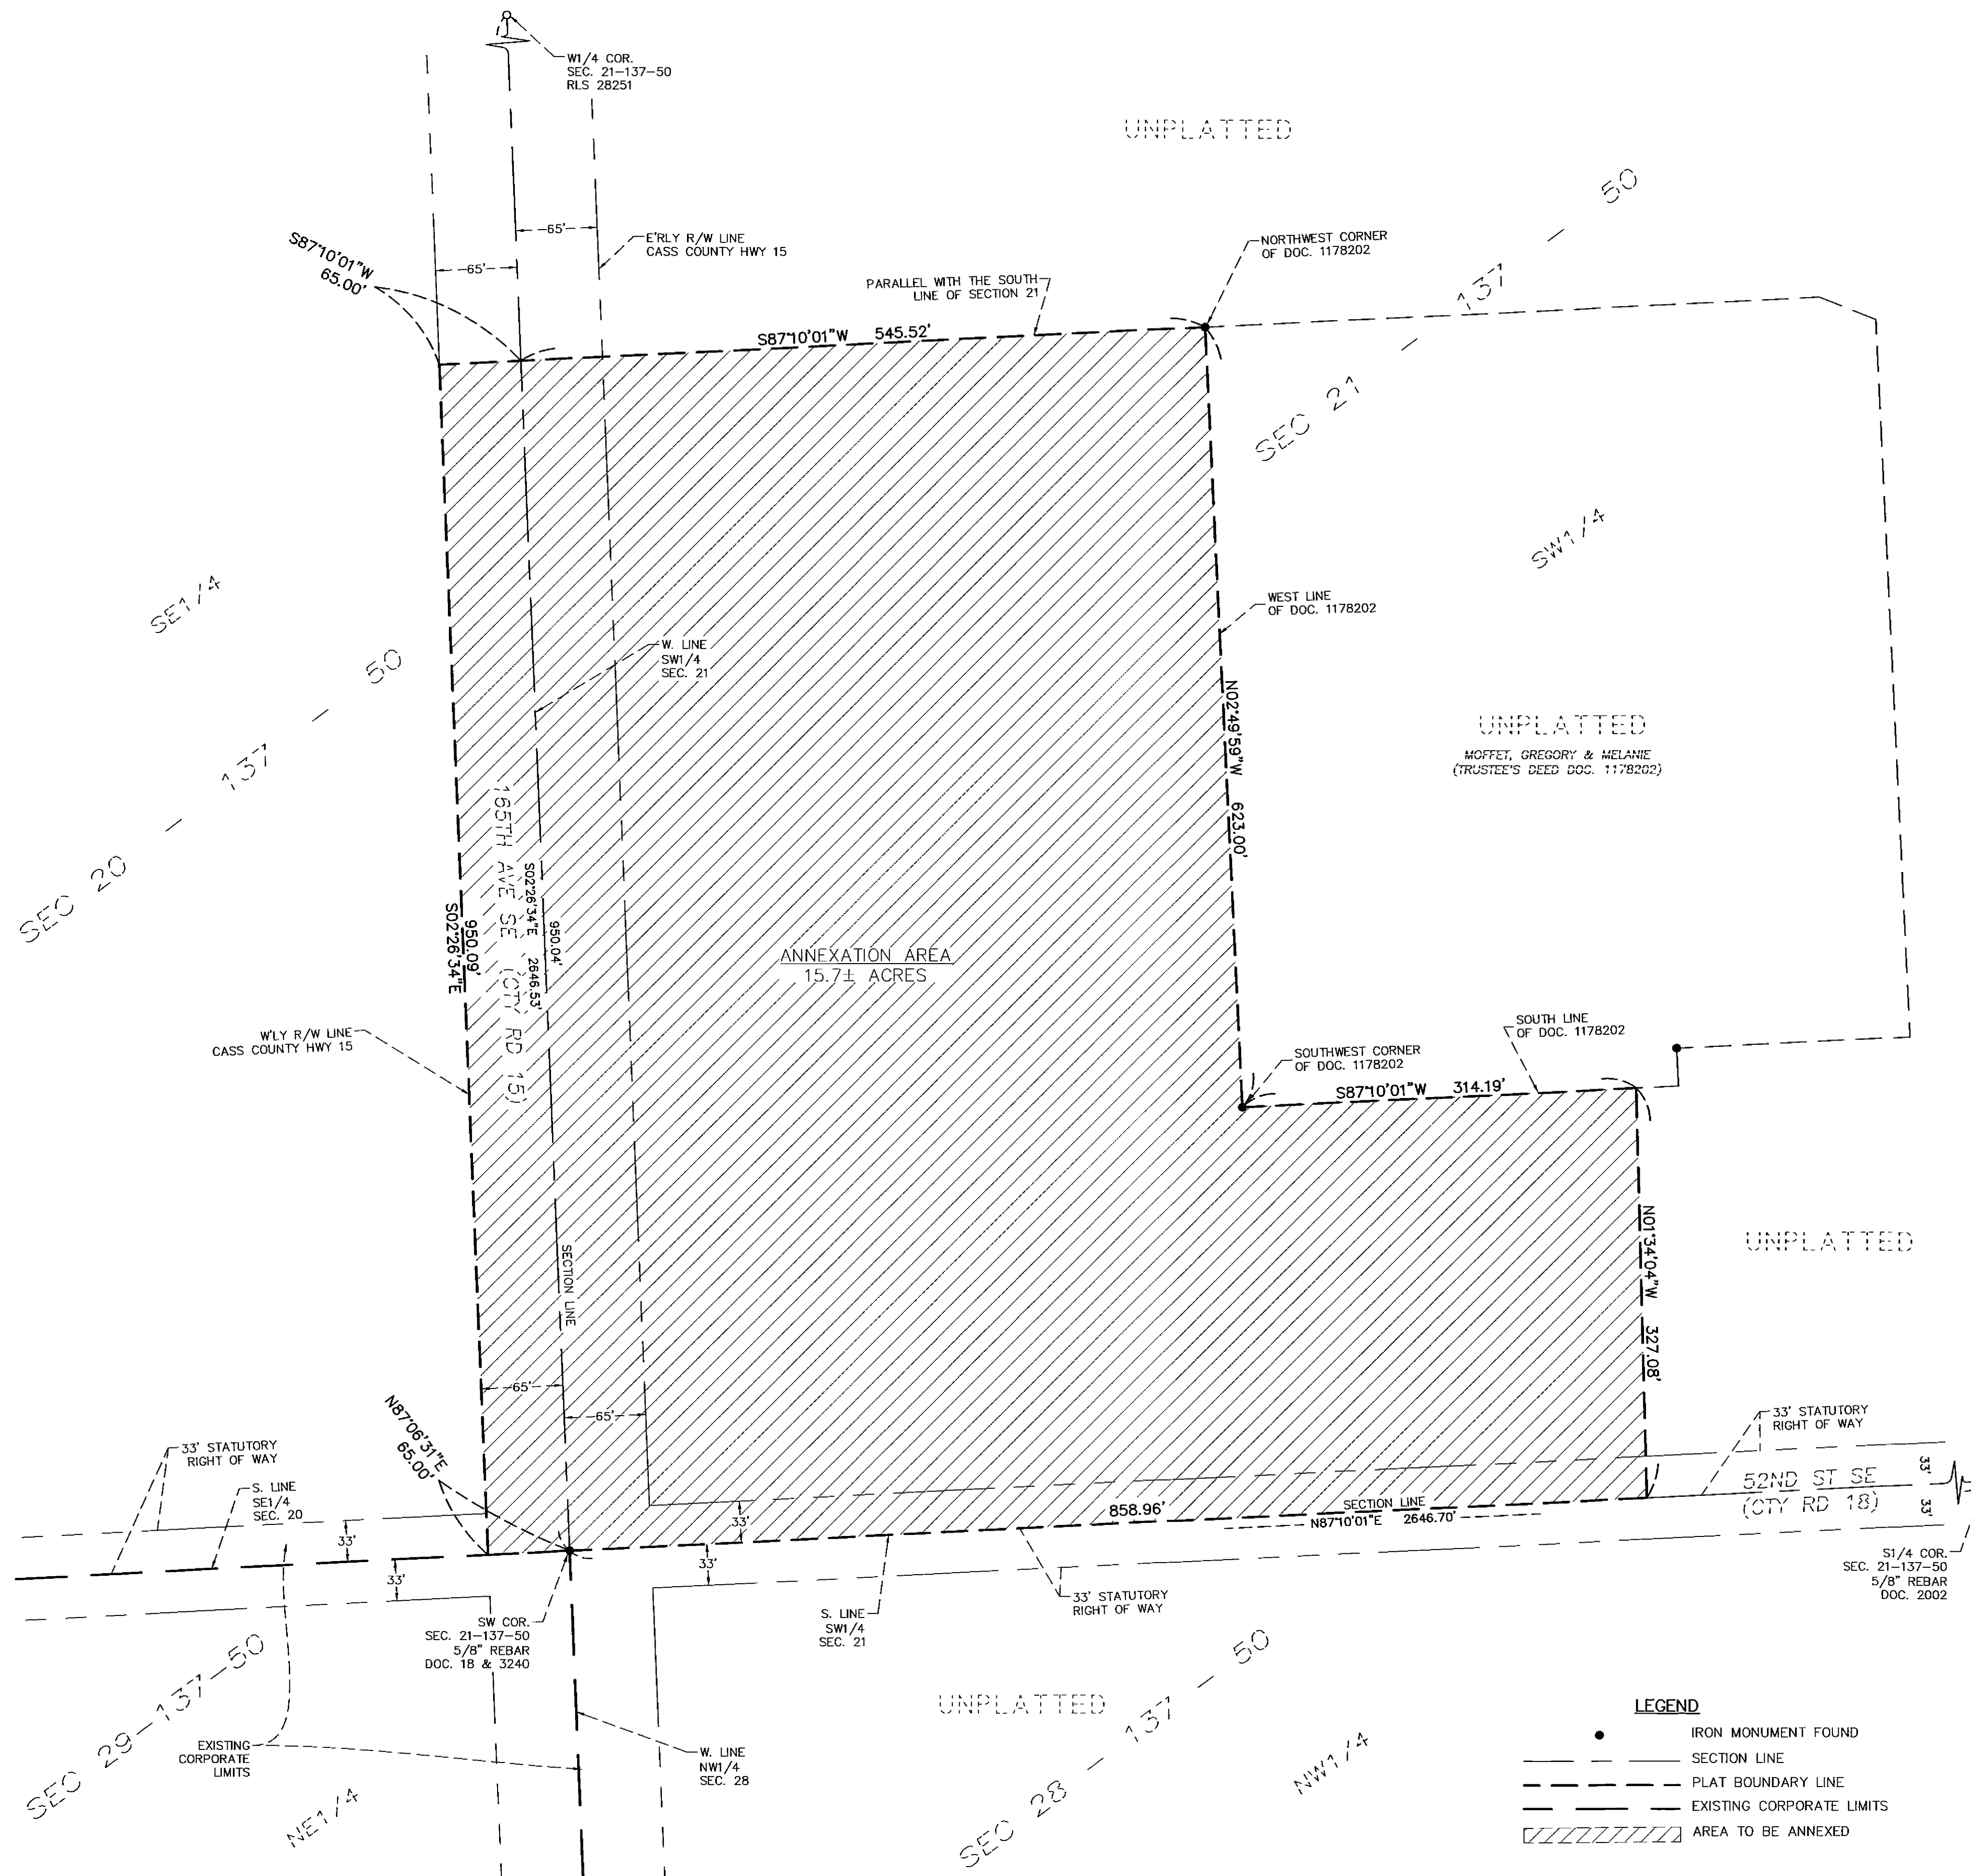 W1/4 COR.
SEC. 21-137-50
RLS 28251
UNPLATTED
SEC 21 — 137 — 50
-65'-
E'RLY R/W LINE
CASS COUNTY HWY 15
NORTHWEST CORNER
OF DOC. 1178202
S87°10'01"W
65.00'
-65'-
PARALLEL WITH THE SOUTH
LINE OF SECTION 21
S87°10'01"W 545.52'
SW1/4
SE1/4
SEC 20 — 137 — 50
WEST LINE
OF DOC. 1178202
W. LINE
SW1/4
SEC. 21
N02°49'59"W 623.00'
UNPLATTED
MOFFET, GREGORY & MELANIE
(TRUSTEE'S DEED DOC. 1178202)
165TH AVE SE (CTY RD 15)
S02°26'34"E 2646.53'
950.04'
950.09'
S02°26'34"E
ANNEXATION AREA
15.7± ACRES
W'LY R/W LINE
CASS COUNTY HWY 15
SOUTH LINE
OF DOC. 1178202
SOUTHWEST CORNER
OF DOC. 1178202
S87°10'01"W 314.19'
N01°34'04"W 327.08'
UNPLATTED
SECTION LINE
-65'-
-65'-
N87°06'31"E
65.00'
33' STATUTORY
RIGHT OF WAY
S. LINE
SE1/4
SEC. 20
33' STATUTORY
RIGHT OF WAY
33'
52ND ST SE
(CTY RD 18)
33'
33'
33'
33'
33'
858.96'
SECTION LINE
N87°10'01"E 2646.70'
S1/4 COR.
SEC. 21-137-50
5/8" REBAR
DOC. 2002
33' STATUTORY
RIGHT OF WAY
S. LINE
SW1/4
SEC. 21
SW COR.
SEC. 21-137-50
5/8" REBAR
DOC. 18 & 3240
SEC 29-137-50
NE1/4
EXISTING
CORPORATE
LIMITS
W. LINE
NW1/4
SEC. 28
UNPLATTED
SEC 28 — 137 — 50
NW1/4
LEGEND
IRON MONUMENT FOUND
SECTION LINE
PLAT BOUNDARY LINE
EXISTING CORPORATE LIMITS
AREA TO BE ANNEXED